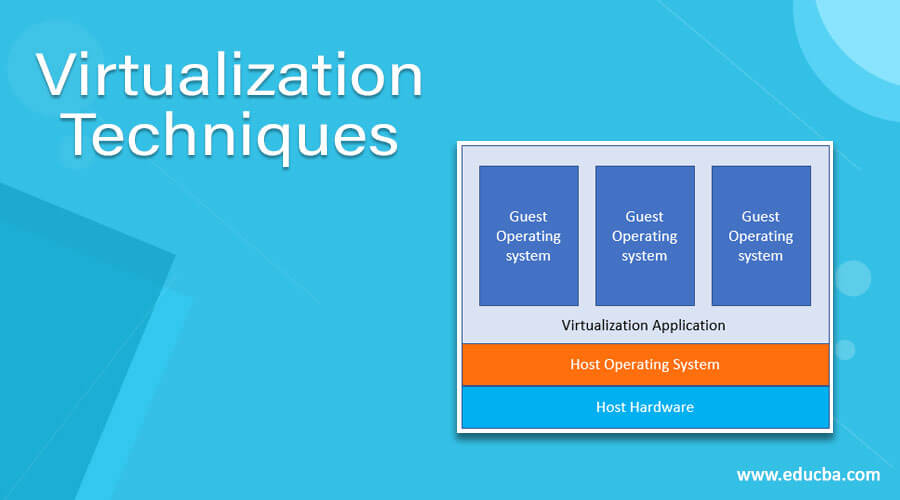 Virtualization
Techniques
Guest
Operating
system
Guest
Operating
system
Guest
Operating
system
Virtualization Application
Host Operating System
Host Hardware
www.educba.com